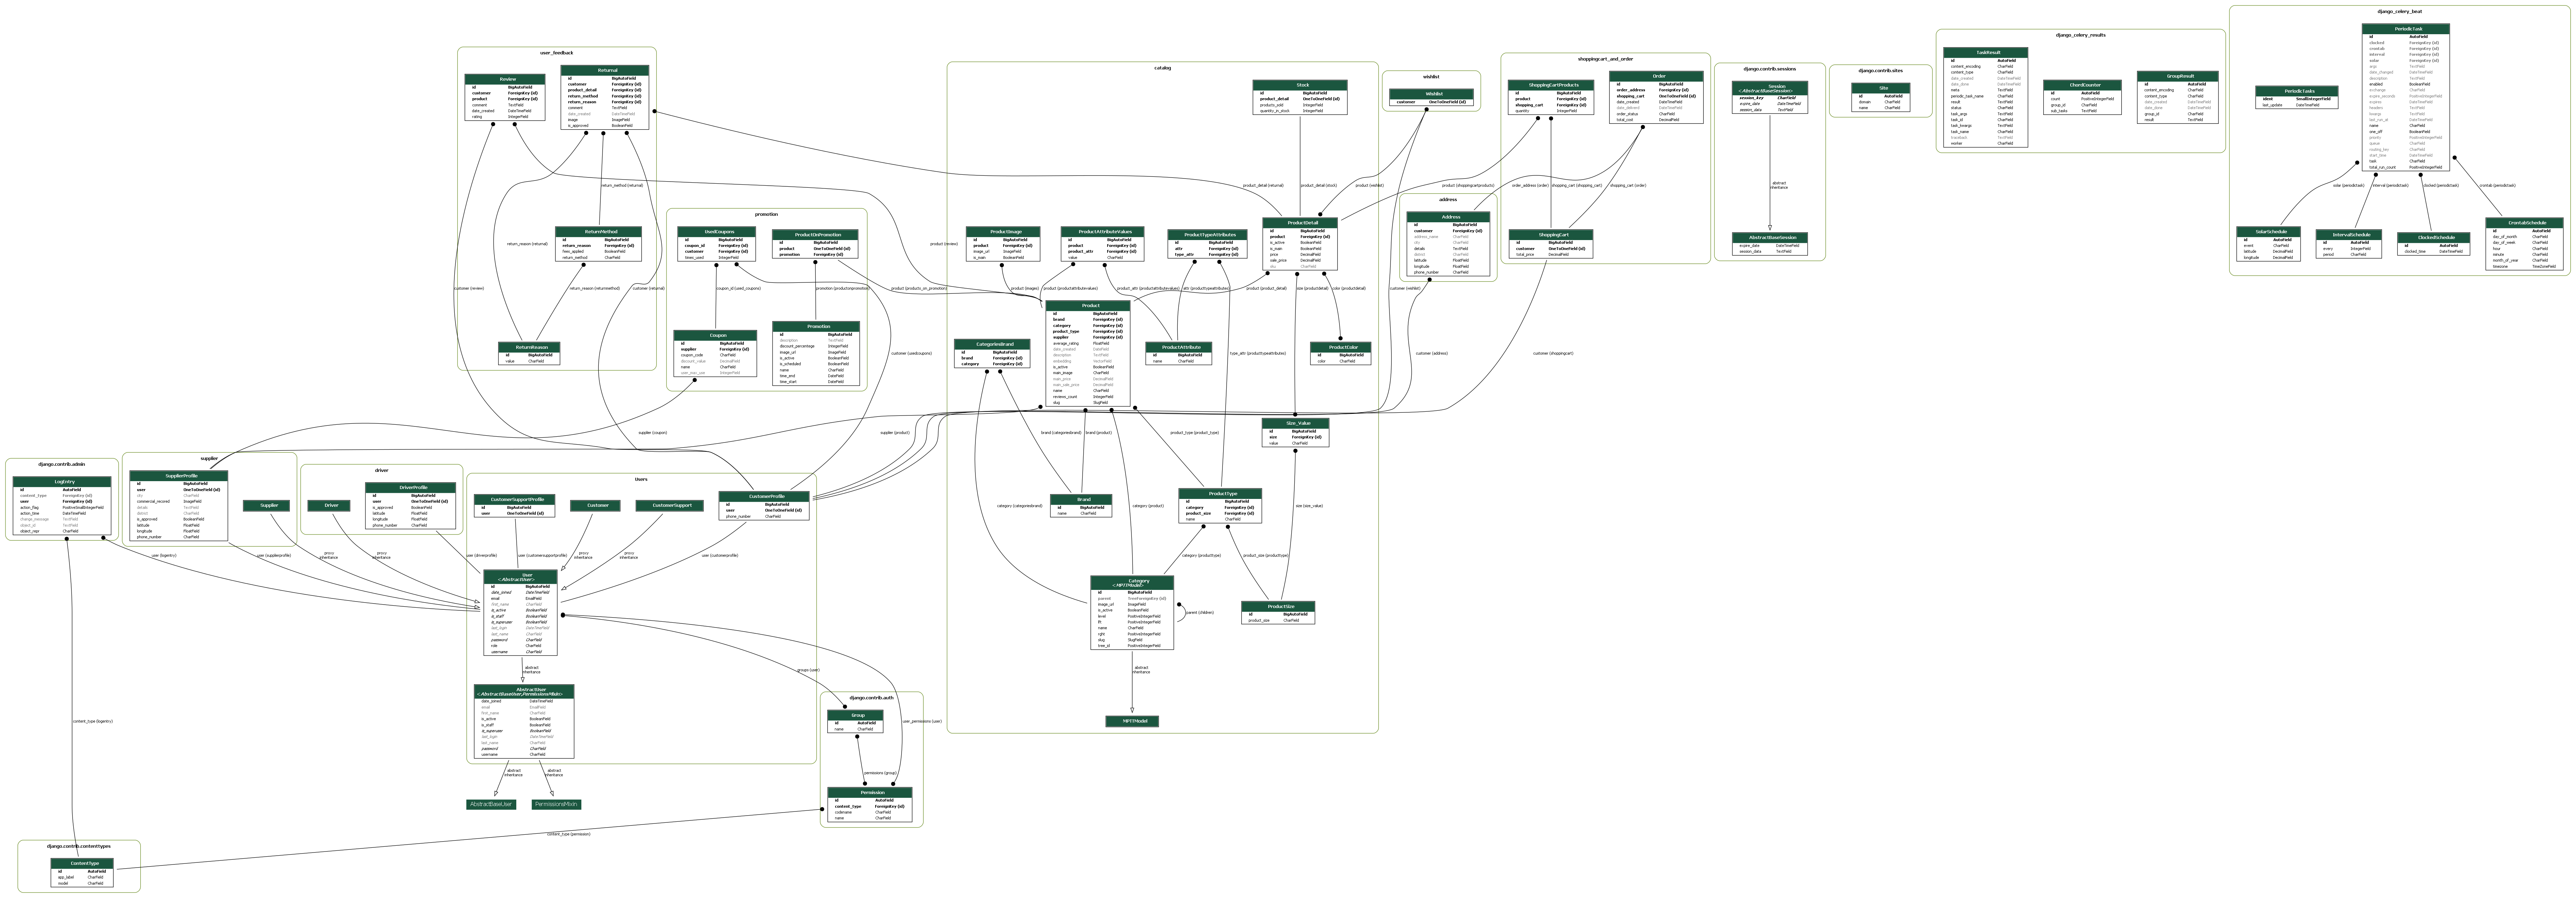 user_feedback
Review
id BigAutoField
customer ForeignKey (id)
product ForeignKey (id)
comment TextField
date_created DateTimeField
rating IntegerField
Returnal
id BigAutoField
customer ForeignKey (id)
product_detail ForeignKey (id)
return_method ForeignKey (id)
return_reason ForeignKey (id)
comment TextField
date_created DateTimeField
image ImageField
is_approved BooleanField
ReturnMethod
id BigAutoField
return_reason ForeignKey (id)
feez_applied BooleanField
return_method CharField
ReturnReason
id BigAutoField
value CharField
promotion
UsedCoupons
id BigAutoField
coupon_id ForeignKey (id)
customer ForeignKey (id)
times_used IntegerField
ProductOnPromotion
id BigAutoField
product OneToOneField (id)
promotion ForeignKey (id)
Coupon
id BigAutoField
supplier ForeignKey (id)
coupon_code CharField
discount_value DecimalField
name CharField
user_max_use IntegerField
Promotion
id BigAutoField
description TextField
discount_percentage IntegerField
image_url ImageField
is_active BooleanField
is_scheduled BooleanField
name CharField
time_end DateField
time_start DateField
catalog
Stock
id BigAutoField
product_detail OneToOneField (id)
products_sold IntegerField
quantity_in_stock IntegerField
ProductImage
id BigAutoField
product ForeignKey (id)
image_url ImageField
is_main BooleanField
ProductAttributeValues
id BigAutoField
product ForeignKey (id)
product_attr ForeignKey (id)
value CharField
ProductTypeAttributes
id BigAutoField
attr ForeignKey (id)
type_attr ForeignKey (id)
ProductDetail
id BigAutoField
product ForeignKey (id)
is_active BooleanField
is_main BooleanField
price DecimalField
sale_price DecimalField
sku CharField
Product
id BigAutoField
brand ForeignKey (id)
category ForeignKey (id)
product_type ForeignKey (id)
supplier ForeignKey (id)
average_rating FloatField
date_created DateField
description TextField
embedding VectorField
is_active BooleanField
main_image CharField
main_price DecimalField
main_sale_price DecimalField
name CharField
reviews_count IntegerField
slug SlugField
CategoriesBrand
id BigAutoField
brand ForeignKey (id)
category ForeignKey (id)
ProductAttribute
id BigAutoField
name CharField
ProductColor
id BigAutoField
color CharField
Size_Value
id BigAutoField
size ForeignKey (id)
value CharField
Brand
id BigAutoField
name CharField
ProductType
id BigAutoField
category ForeignKey (id)
product_size ForeignKey (id)
name CharField
Category
<MPTTModel>
id BigAutoField
parent TreeForeignKey (id)
image_url ImageField
is_active BooleanField
level PositiveIntegerField
lft PositiveIntegerField
name CharField
rght PositiveIntegerField
slug SlugField
tree_id PositiveIntegerField
ProductSize
id BigAutoField
product_size CharField
MPTTModel
wishlist
Wishlist
customer OneToOneField (id)
address
Address
id BigAutoField
customer ForeignKey (id)
address_name CharField
city CharField
details TextField
district CharField
latitude FloatField
longitude FloatField
phone_number CharField
shoppingcart_and_order
ShoppingCartProducts
id BigAutoField
product ForeignKey (id)
shopping_cart ForeignKey (id)
quantity IntegerField
Order
id BigAutoField
order_address ForeignKey (id)
shopping_cart OneToOneField (id)
date_created DateTimeField
date_deliverd DateTimeField
order_status CharField
total_cost DecimalField
ShoppingCart
id BigAutoField
customer OneToOneField (id)
total_price DecimalField
django.contrib.sessions
Session
<AbstractBaseSession>
session_key CharField
expire_date DateTimeField
session_data TextField
abstract
inheritance
AbstractBaseSession
expire_date DateTimeField
session_data TextField
django.contrib.sites
Site
id AutoField
domain CharField
name CharField
django_celery_results
TaskResult
id AutoField
content_encoding CharField
content_type CharField
date_created DateTimeField
date_done DateTimeField
meta TextField
periodic_task_name CharField
result TextField
status CharField
task_args TextField
task_id CharField
task_kwargs TextField
task_name CharField
traceback TextField
worker CharField
ChordCounter
id AutoField
count PositiveIntegerField
group_id CharField
sub_tasks TextField
GroupResult
id AutoField
content_encoding CharField
content_type CharField
date_created DateTimeField
date_done DateTimeField
group_id CharField
result TextField
django_celery_beat
PeriodicTask
id AutoField
clocked ForeignKey (id)
crontab ForeignKey (id)
interval ForeignKey (id)
solar ForeignKey (id)
args TextField
date_changed DateTimeField
description TextField
enabled BooleanField
exchange CharField
expire_seconds PositiveIntegerField
expires DateTimeField
headers TextField
kwargs TextField
last_run_at DateTimeField
name CharField
one_off BooleanField
priority PositiveIntegerField
queue CharField
routing_key CharField
start_time DateTimeField
task CharField
total_run_count PositiveIntegerField
PeriodicTasks
ident SmallIntegerField
last_update DateTimeField
SolarSchedule
id AutoField
event CharField
latitude DecimalField
longitude DecimalField
IntervalSchedule
id AutoField
every IntegerField
period CharField
ClockedSchedule
id AutoField
clocked_time DateTimeField
CrontabSchedule
id AutoField
day_of_month CharField
day_of_week CharField
hour CharField
minute CharField
month_of_year CharField
timezone TimeZoneField
solar (periodictask)
interval (periodictask)
clocked (periodictask)
crontab (periodictask)
return_method (returnal)
return_reason (returnal)
return_reason (returnmethod)
customer (review)
customer (returnal)
product (review)
coupon_id (used_coupons)
promotion (productonpromotion)
product (products_on_promotion)
customer (usedcoupons)
product (images)
product (productattributevalues)
product_attr (productattributevalues)
attr (producttypeattributes)
type_attr (producttypeattributes)
product (product_detail)
product_detail (returnal)
product_detail (stock)
product (wishlist)
product (shoppingcartproducts)
order_address (order)
shopping_cart (shopping_cart)
shopping_cart (order)
size (productdetail)
color (productdetail)
customer (wishlist)
customer (address)
customer (shoppingcart)
supplier (coupon)
supplier (product)
brand (categoriesbrand)
brand (product)
product_type (product_type)
category (categoriesbrand)
category (product)
size (size_value)
category (producttype)
product_size (producttype)
parent (children)
abstract
inheritance
django.contrib.admin
LogEntry
id AutoField
content_type ForeignKey (id)
user ForeignKey (id)
action_flag PositiveSmallIntegerField
action_time DateTimeField
change_message TextField
object_id TextField
object_repr CharField
supplier
SupplierProfile
id BigAutoField
user OneToOneField (id)
city CharField
commercial_recored ImageField
details TextField
district CharField
is_approved BooleanField
latitude FloatField
longitude FloatField
phone_number CharField
Supplier
driver
Driver
DriverProfile
id BigAutoField
user OneToOneField (id)
is_approved BooleanField
latitude FloatField
longitude FloatField
phone_number CharField
Users
CustomerSupportProfile
id BigAutoField
user OneToOneField (id)
Customer
CustomerSupport
CustomerProfile
id BigAutoField
user OneToOneField (id)
phone_number CharField
user (logentry)
user (supplierprofile)
proxy
inheritance
proxy
inheritance
user (driverprofile)
user (customersupportprofile)
proxy
inheritance
proxy
inheritance
user (customerprofile)
User
<AbstractUser>
id BigAutoField
date_joined DateTimeField
email EmailField
first_name CharField
is_active BooleanField
is_staff BooleanField
is_superuser BooleanField
last_login DateTimeField
last_name CharField
password CharField
role CharField
username CharField
abstract
inheritance
AbstractUser
<AbstractBaseUser,PermissionsMixin>
date_joined DateTimeField
email EmailField
first_name CharField
is_active BooleanField
is_staff BooleanField
is_superuser BooleanField
last_login DateTimeField
last_name CharField
password CharField
username CharField
abstract
inheritance
abstract
inheritance
AbstractBaseUser
PermissionsMixin
groups (user)
user_permissions (user)
django.contrib.auth
Group
id AutoField
name CharField
permissions (group)
Permission
id AutoField
content_type ForeignKey (id)
codename CharField
name CharField
content_type (logentry)
content_type (permission)
django.contrib.contenttypes
ContentType
id AutoField
app_label CharField
model CharField